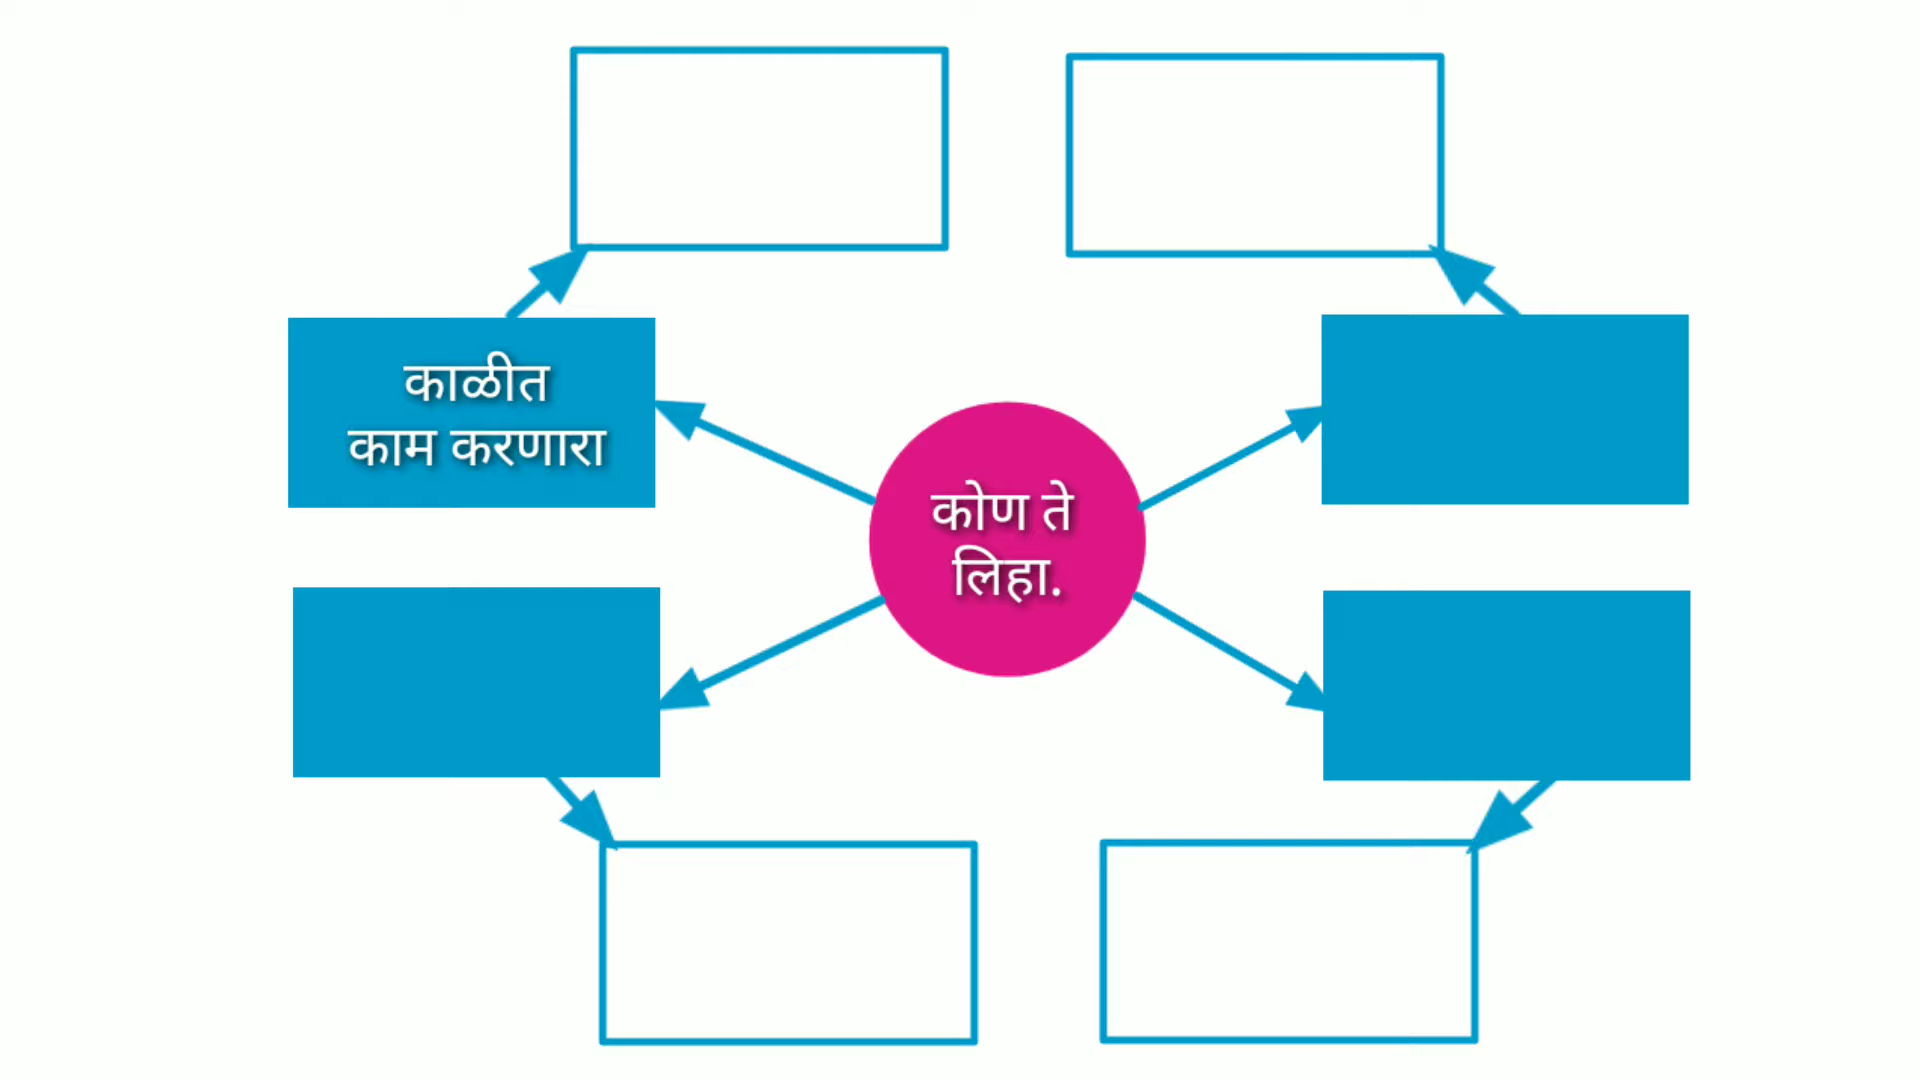 काळीत
काम करणारा
कोण ते
लिहा.